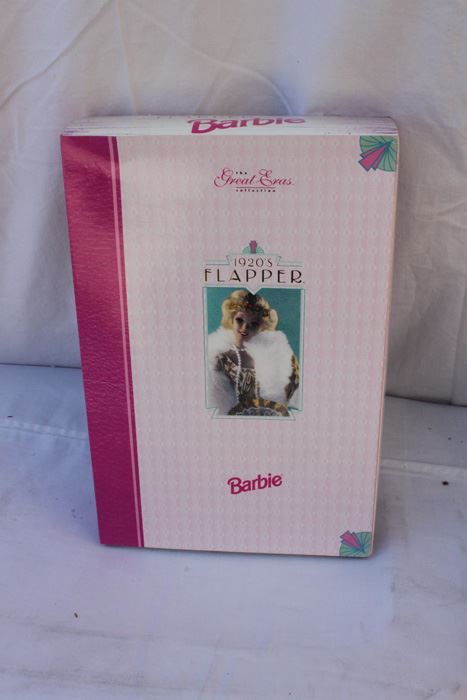 Barbie
the
Great Eras
collection
1920's
FLAPPER
Barbie